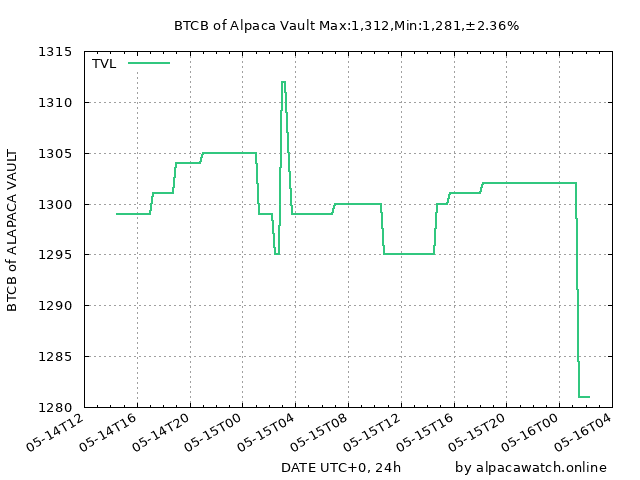 BTCB of Alpaca Vault Max:1,312,Min:1,281,±2.36%
TVL
BTCB of ALAPACA VAULT
1315
1310
1305
1300
1295
1290
1285
1280
05-14T12
05-14T16
05-14T20
05-15T00
05-15T04
05-15T08
05-15T12
05-15T16
05-15T20
05-16T00
05-16T04
DATE UTC+0, 24h
by alpacawatch.online